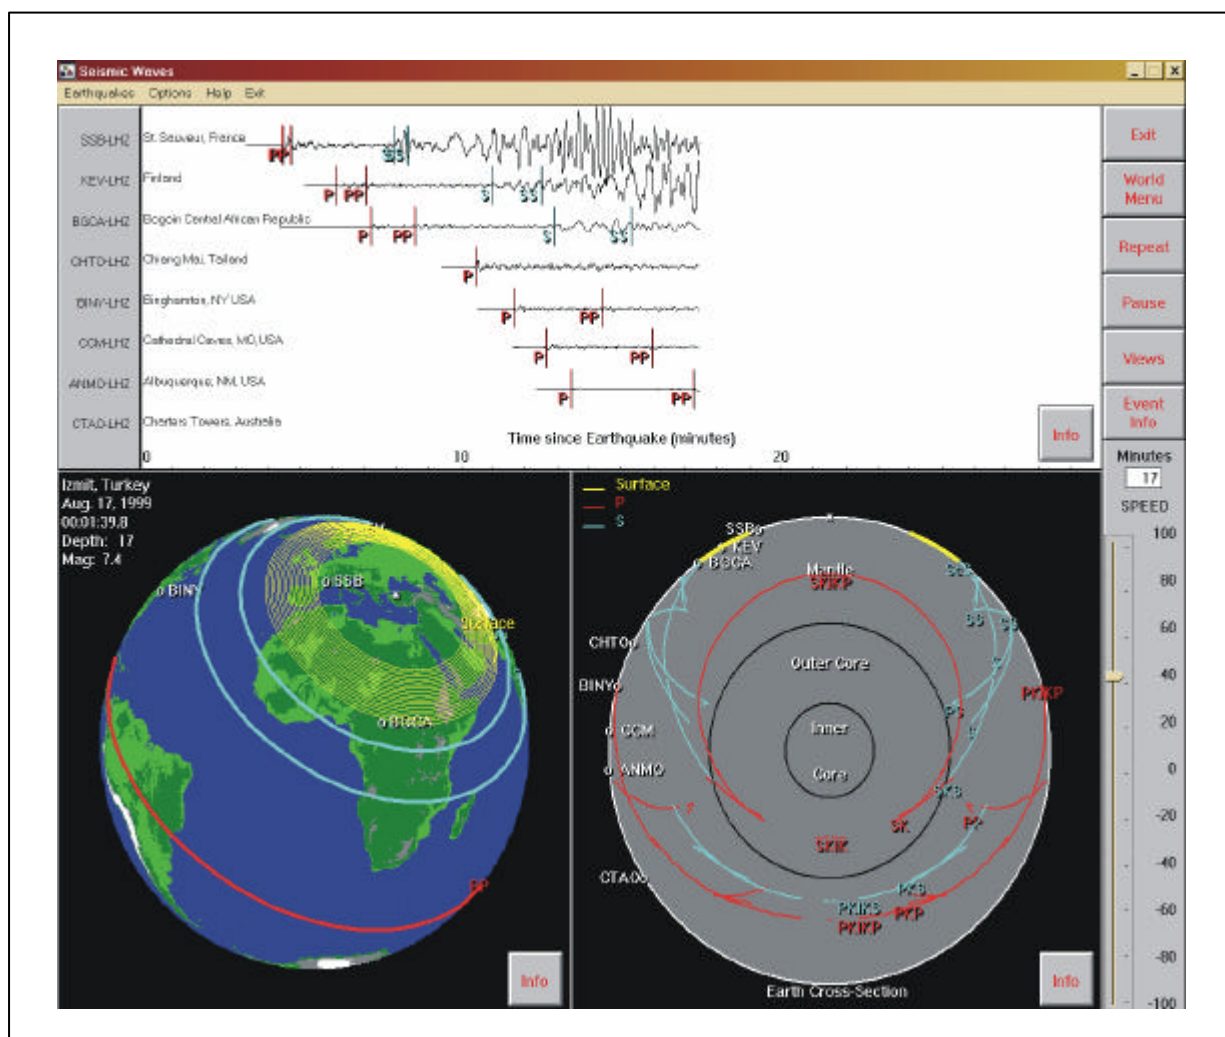 Seismic Waves
Earthquakes Options Help Exit
SSB-LHZ St. Sauveur, France
PP SS
KEV-LHZ Finland
P PP S SS
BGCA-LHZ Bogoin Central African Republic
P PP S SS
CHTO-LHZ Chiang Mai, Tailand
P
BINY-LHZ Binghamton, NY USA
P PP
CCM-LHZ Cathedral Caves, MO, USA
P PP
ANMO-LHZ Albuquerque, NM, USA
P PP
CTAO-LHZ Charters Towers, Australia
Time since Earthquake (minutes)
0 10 20
Info
Exit
World
Menu
Repeat
Pause
Views
Event
Info
Minutes
17
SPEED
100
80
60
40
20
0
-20
-40
-60
-80
-100
Izmit, Turkey
Aug. 17, 1999
00:01:39.8
Depth: 17
Mag: 7.4
BINY
SSB
Surface
BGCA
PP
Info
Surface
P
S
SSB
KEV
BGCA
CHTO
BINY
CCM
ANMO
CTAO
Mantle
SKIKP
Outer Core
Inner
Core
ScS
SS
SS
S
PS
S
PKIKP
SKS
SK
PP
SKIK
PKS
PKIKS
PKP
PKIKP
Earth Cross-Section
Info